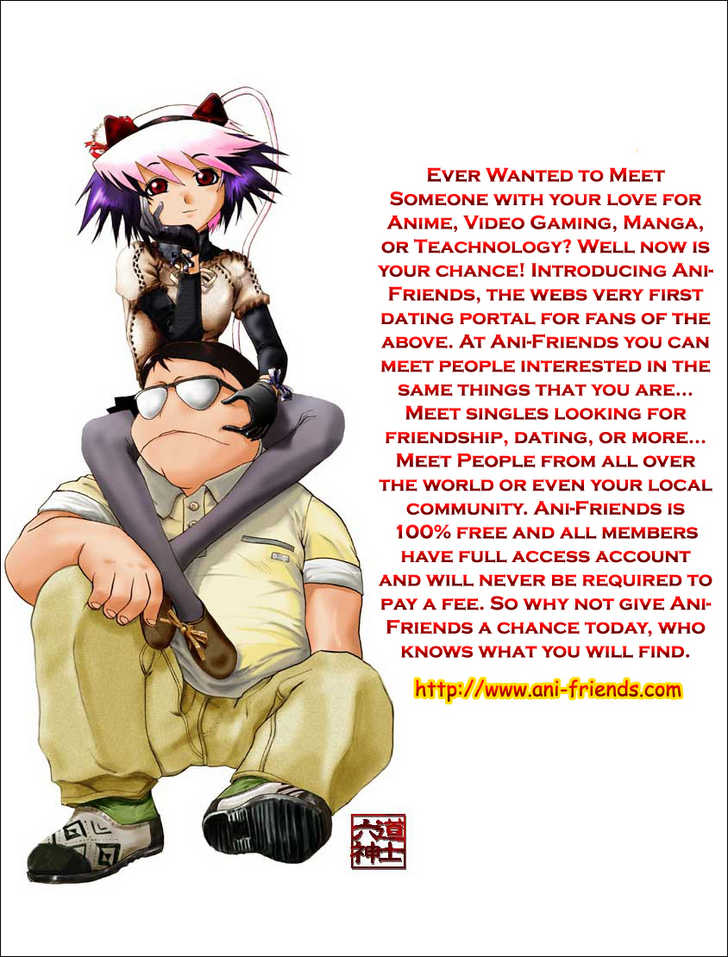 Ever Wanted to Meet
Someone with your love for
Anime, Video Gaming, Manga,
or Teachnology? Well now is
your chance! Introducing Ani-
Friends, the webs very first
dating portal for fans of the
above. At Ani-Friends you can
meet people interested in the
same things that you are...
Meet singles looking for
friendship, dating, or more...
Meet People from all over
the world or even your local
community. Ani-Friends is
100% free and all members
have full access account
and will never be required to
pay a fee. So why not give Ani-
Friends a chance today, who
knows what you will find.
http://www.ani-friends.com
六道
神士